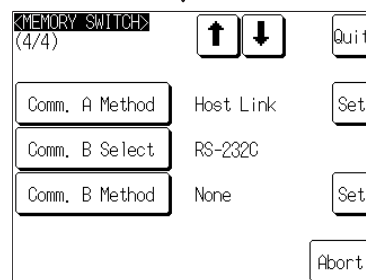 <MEMORY SWITCH>
(4/4)
Quit
Comm. A Method Host Link Set
Comm. B Select RS-232C
Comm. B Method None Set
Abort